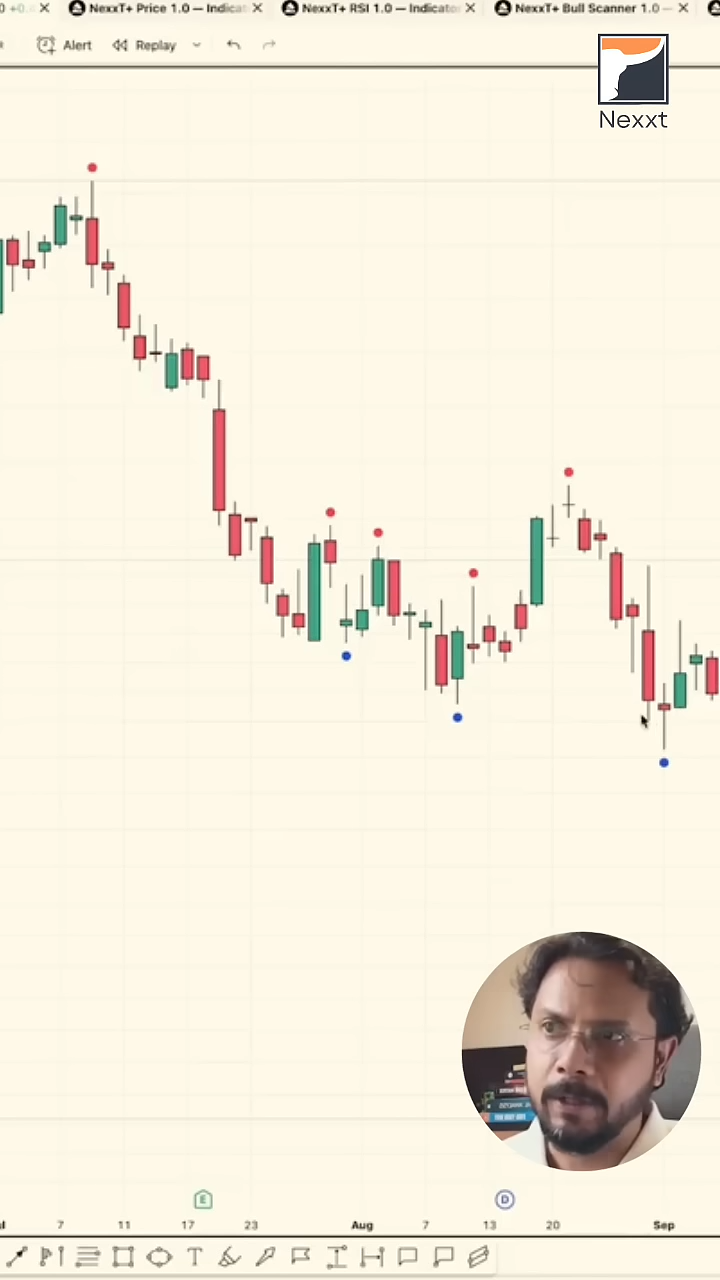 NexxT+ Price 1.0 — Indicat
NexxT+ RSI 1.0 — Indicator
NexxT+ Bull Scanner 1.0 —
Alert
Replay
Nexxt
E
D
7
11
17
23
Aug
7
13
20
Sep
T